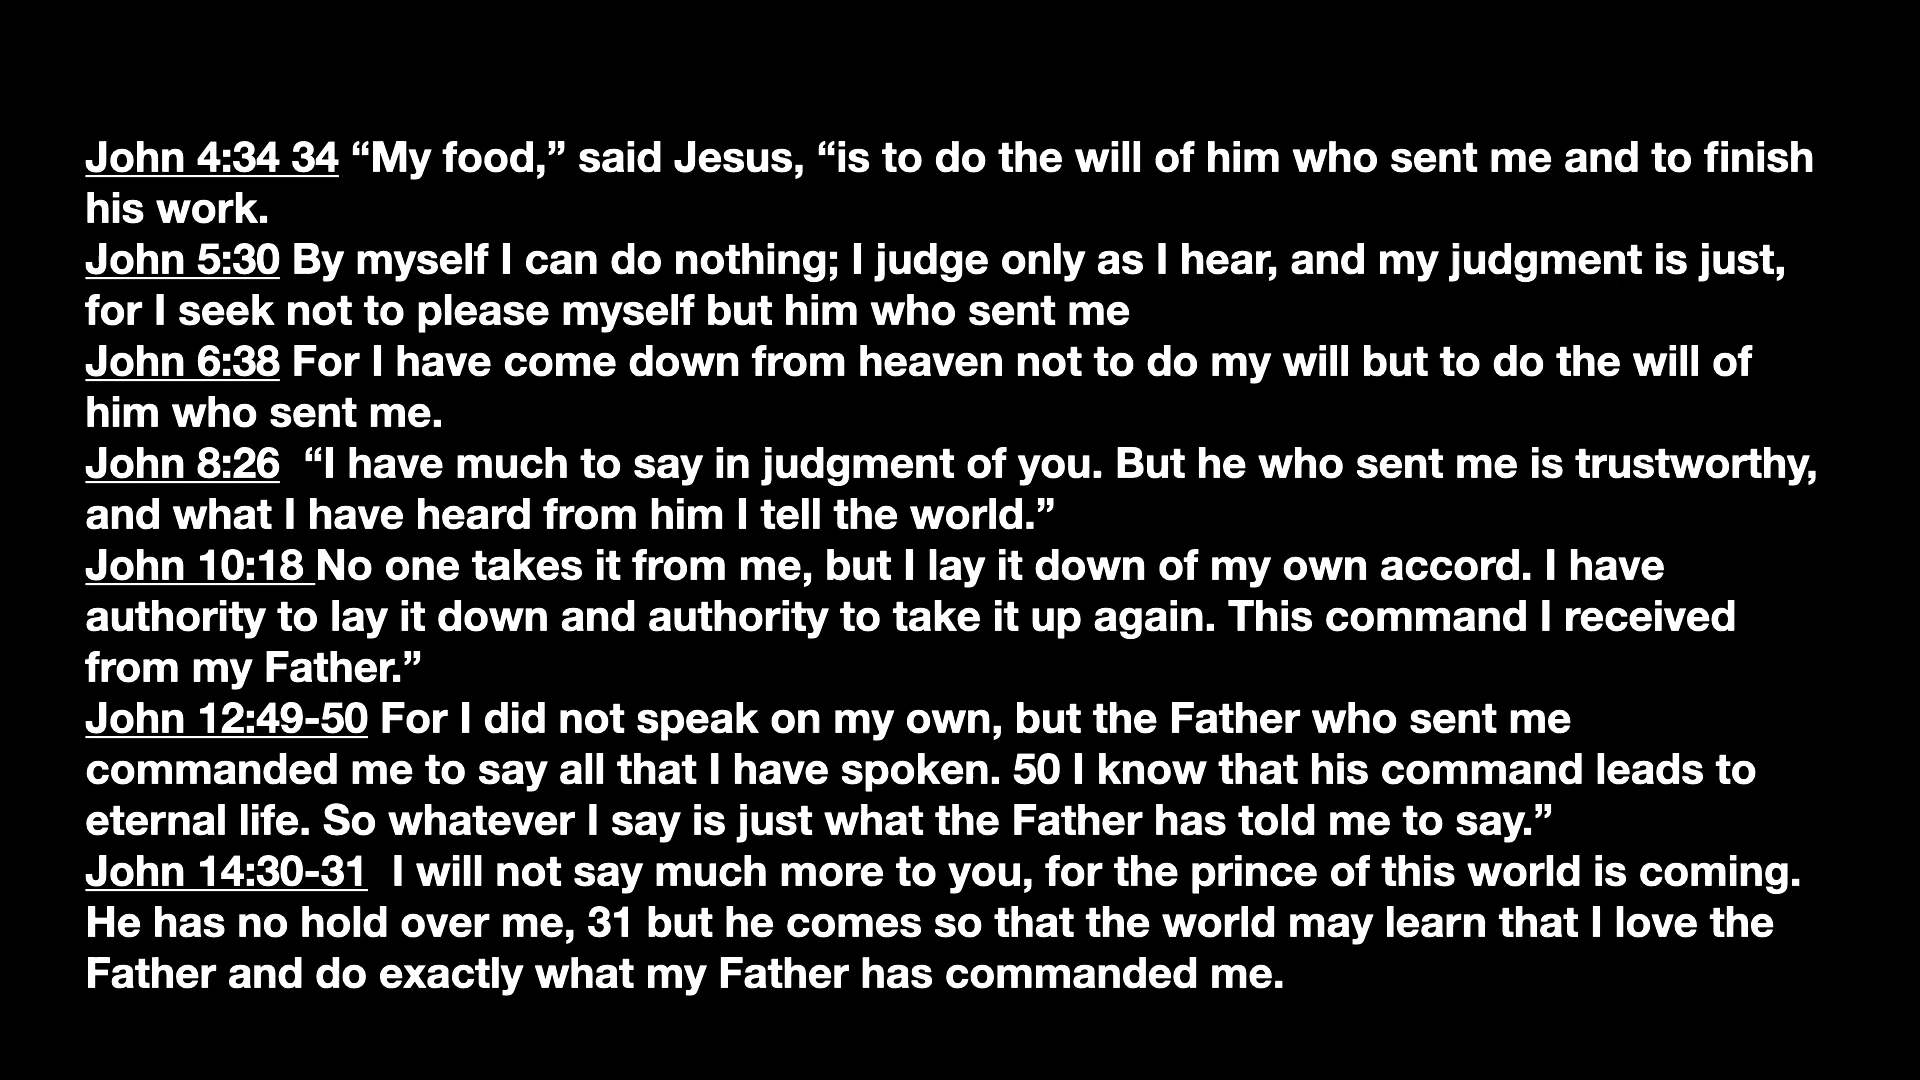 John 4:34 34 “My food,” said Jesus, “is to do the will of him who sent me and to finish
his work.
John 5:30 By myself I can do nothing; I judge only as I hear, and my judgment is just,
for I seek not to please myself but him who sent me
John 6:38 For I have come down from heaven not to do my will but to do the will of
him who sent me.
John 8:26  “I have much to say in judgment of you. But he who sent me is trustworthy,
and what I have heard from him I tell the world.”
John 10:18 No one takes it from me, but I lay it down of my own accord. I have
authority to lay it down and authority to take it up again. This command I received
from my Father.”
John 12:49-50 For I did not speak on my own, but the Father who sent me
commanded me to say all that I have spoken. 50 I know that his command leads to
eternal life. So whatever I say is just what the Father has told me to say.”
John 14:30-31  I will not say much more to you, for the prince of this world is coming.
He has no hold over me, 31 but he comes so that the world may learn that I love the
Father and do exactly what my Father has commanded me.